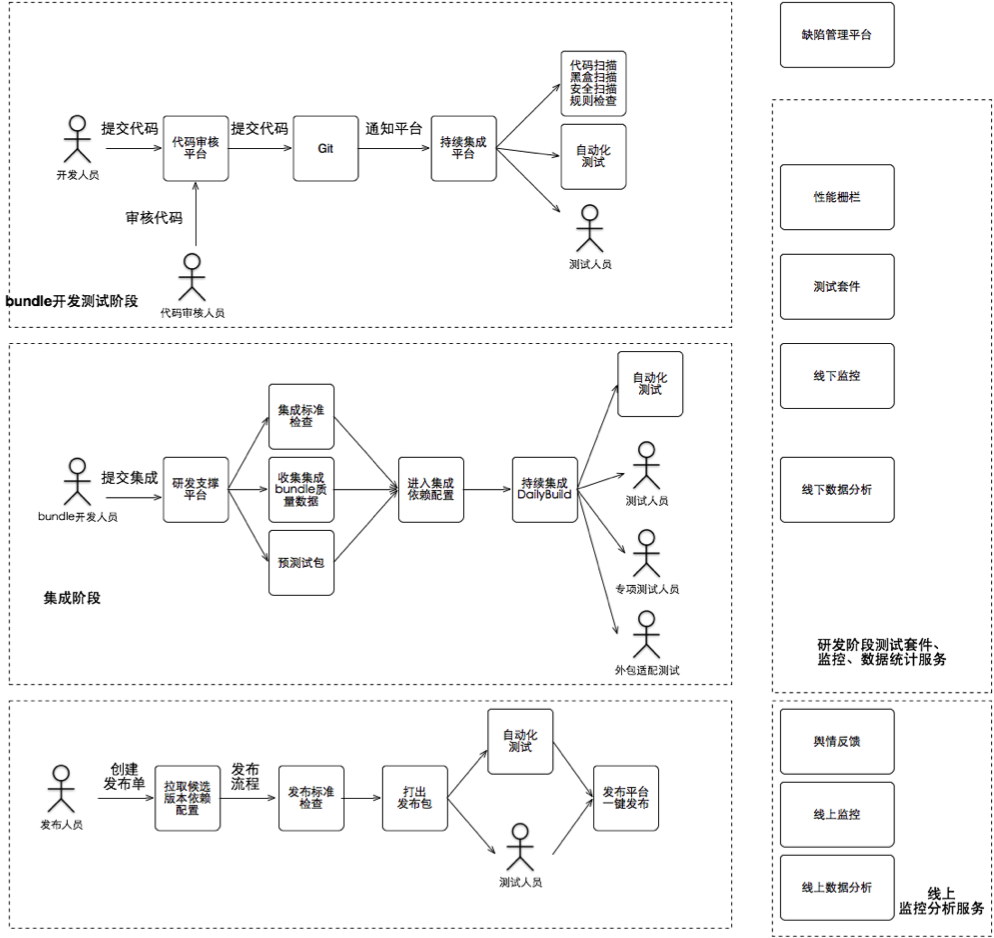 代码扫描
黑盒扫描
安全扫描
规则检查
提交代码
提交代码
通知平台
开发人员
代码审核
平台
Git
持续集成
平台
自动化
测试
审核代码
测试人员
代码审核人员
bundle开发测试阶段
自动化
测试
集成标准
检查
提交集成
bundle开发人员
研发支撑
平台
收集集成
bundle质
量数据
进入集成
依赖配置
持续集成
DailyBuild
测试人员
预测试包
专项测试人员
外包适配测试
集成阶段
自动化
测试
创建
发布单
发布
流程
发布人员
拉取候选
版本依赖
配置
发布标准
检查
打出
发布包
发布平台
一键发布
测试人员
缺陷管理平台
性能栅栏
测试套件
线下监控
线下数据分析
研发阶段测试套件、
监控、数据统计服务
舆情反馈
线上监控
线上数据分析
线上
监控分析服务